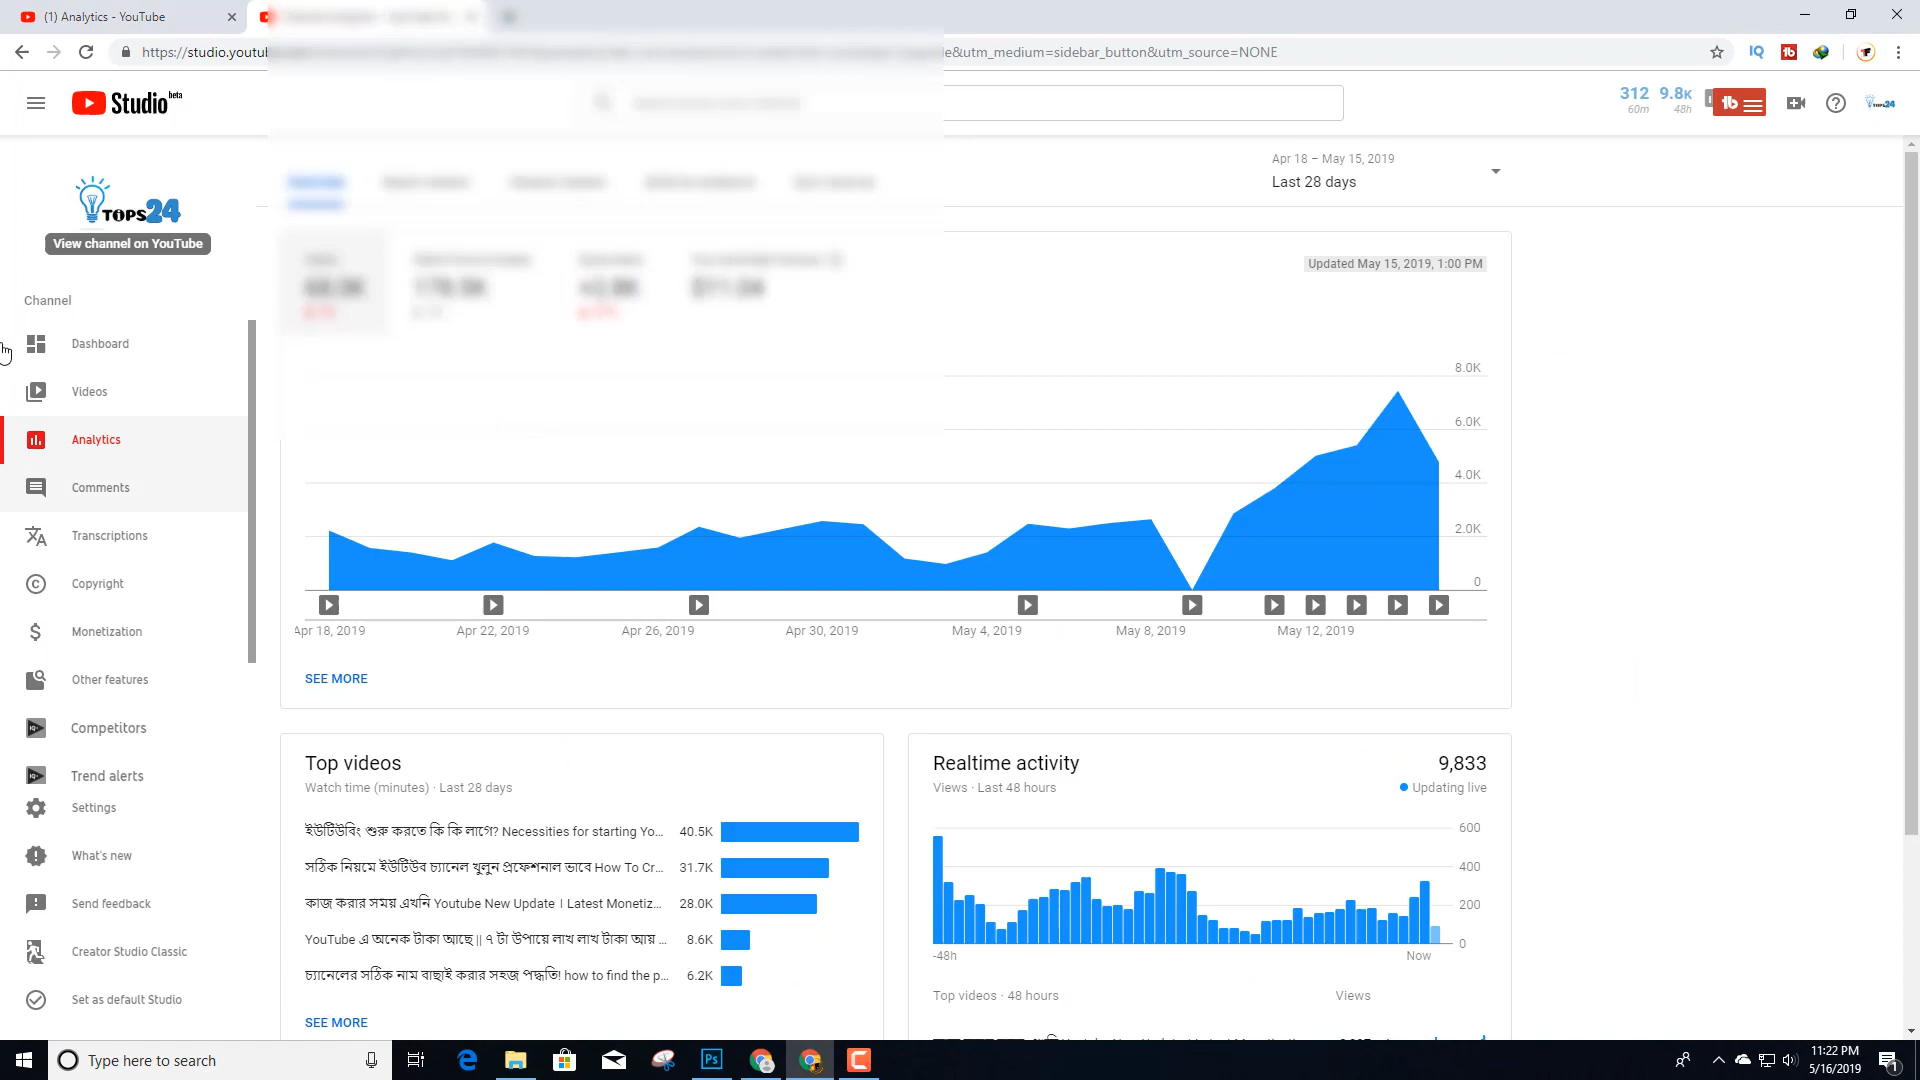 (1) Analytics - YouTube
https://studio.youtub
&utm_medium=sidebar_button&utm_source=NONE
Studio beta
312 60m
9.8K 48h
TOPS24
View channel on YouTube
Channel
Dashboard
Videos
Analytics
Comments
Transcriptions
Copyright
Monetization
Other features
Competitors
Trend alerts
Settings
What's new
Send feedback
Creator Studio Classic
Set as default Studio
Apr 18 – May 15, 2019
Last 28 days
Updated May 15, 2019, 1:00 PM
8.0K
6.0K
4.0K
2.0K
0
Apr 18, 2019 Apr 22, 2019 Apr 26, 2019 Apr 30, 2019 May 4, 2019 May 8, 2019 May 12, 2019
SEE MORE
Top videos
Watch time (minutes) · Last 28 days
ইউটিউবিং শুরু করতে কি কি লাগে? Necessities for starting Yo... 40.5K
সঠিক নিয়মে ইউটিউব চ্যানেল খুলুন প্রফেশনাল ভাবে How To Cr... 31.7K
কাজ করার সময় এখনি Youtube New Update । Latest Monetiz... 28.0K
YouTube এ অনেক টাকা আছে || ৭ টা উপায়ে লাখ লাখ টাকা আয় ... 8.6K
চ্যানেলের সঠিক নাম বাছাই করার সহজ পদ্ধতি! how to find the p... 6.2K
SEE MORE
Realtime activity 9,833
Views · Last 48 hours Updating live
600
400
200
0
-48h Now
Top videos · 48 hours Views
Type here to search
11:22 PM
5/16/2019